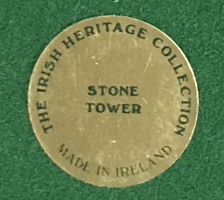 THE IRISH HERITAGE COLLECTION
STONE
TOWER
MADE IN IRELAND